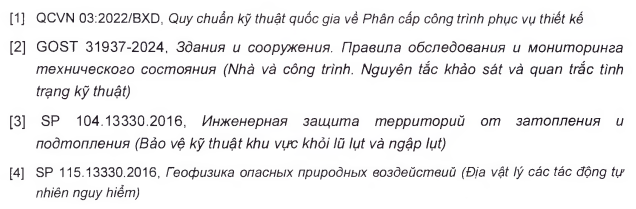 [1] QCVN 03:2022/BXD, Quy chuẩn kỹ thuật quốc gia về Phân cấp công trình phục vụ thiết kế
[2] GOST 31937-2024, Здания и сооружения. Правила обследования и мониторинга
технического состояния (Nhà và công trình. Nguyên tắc khảo sát và quan trắc tình
trạng kỹ thuật)
[3] SP 104.13330.2016, Инженерная защита территорий от затопления и
подтопления (Bảo vệ kỹ thuật khu vực khỏi lũ lụt và ngập lụt)
[4] SP 115.13330.2016, Геофизика опасных природных воздействий (Địa vật lý các tác động tự
nhiên nguy hiểm)